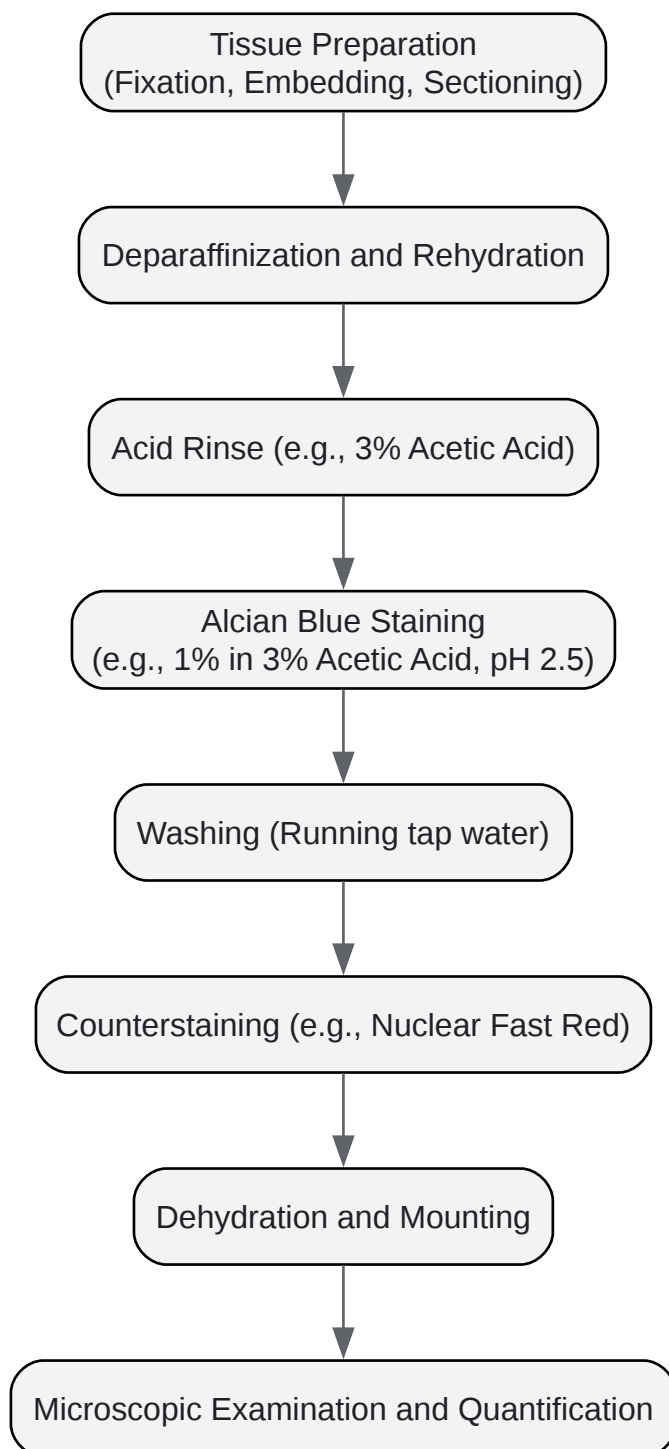 Tissue Preparation
(Fixation, Embedding, Sectioning)
Deparaffinization and Rehydration
Acid Rinse (e.g., 3% Acetic Acid)
Alcian Blue Staining
(e.g., 1% in 3% Acetic Acid, pH 2.5)
Washing (Running tap water)
Counterstaining (e.g., Nuclear Fast Red)
Dehydration and Mounting
Microscopic Examination and Quantification